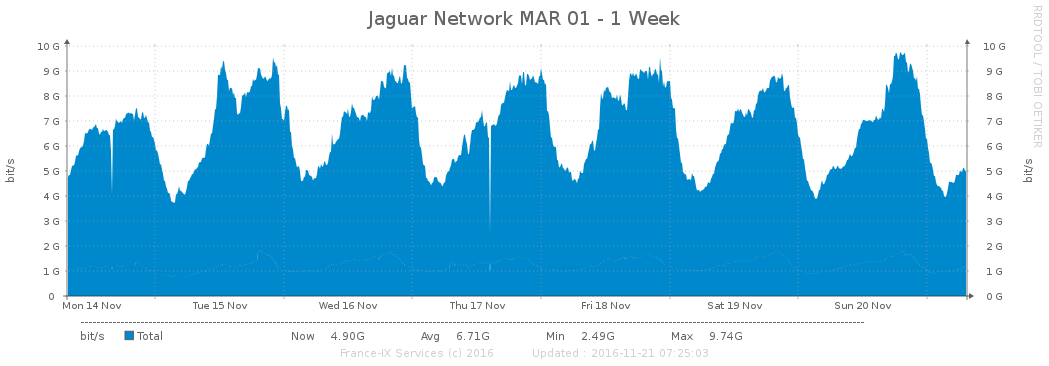 Jaguar Network MAR 01 - 1 Week
RRDTOOL / TOBI OETIKER
bit/s
10 G
9 G
8 G
7 G
6 G
5 G
4 G
3 G
2 G
1 G
0
10 G
9 G
8 G
7 G
6 G
5 G
4 G
3 G
2 G
1 G
0 G
bit/s
Mon 14 Nov Tue 15 Nov Wed 16 Nov Thu 17 Nov Fri 18 Nov Sat 19 Nov Sun 20 Nov
bit/s Total Now 4.90G Avg 6.71G Min 2.49G Max 9.74G
France-IX Services (c) 2016 Updated : 2016-11-21 07:25:03